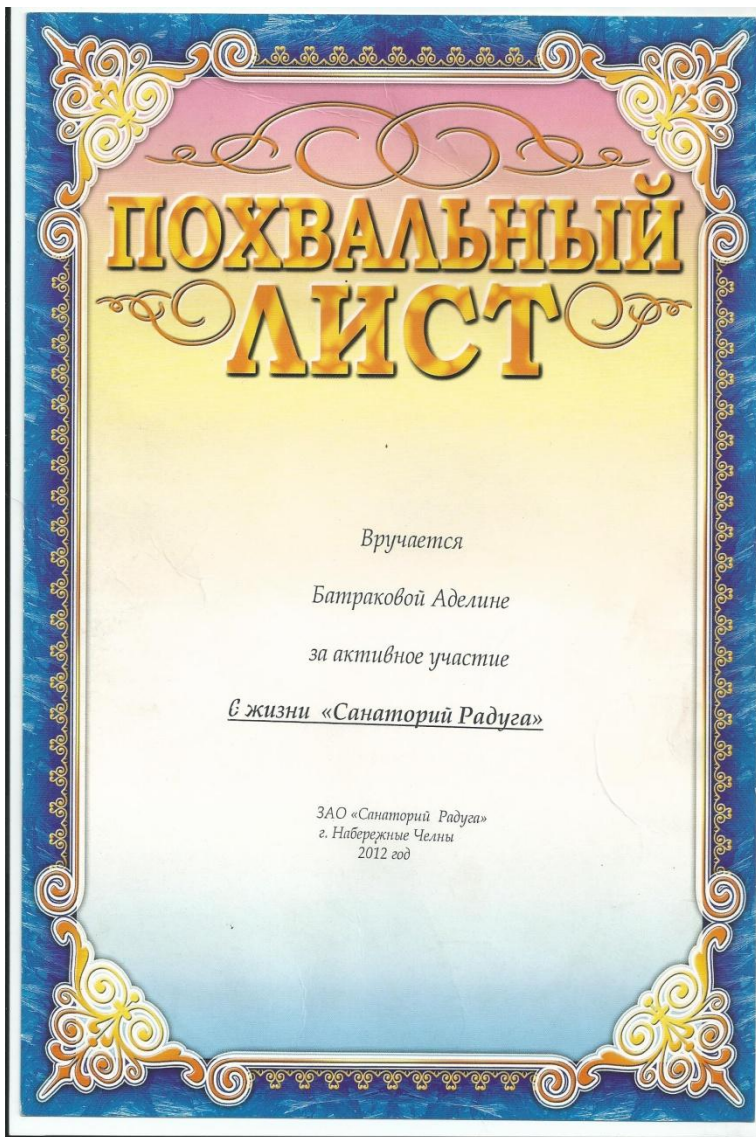 ПОХВАЛЬНЫЙ
ЛИСТ
Вручается
Батраковой Аделине
за активное участие
в жизни «Санаторий Радуга»
ЗАО «Санаторий Радуга»
г. Набережные Челны
2012 год